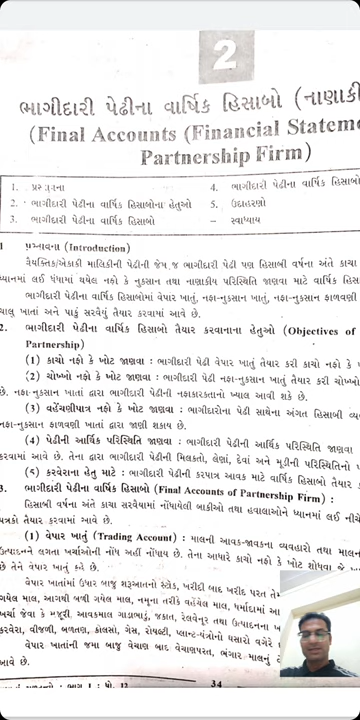 2
ભાગીદારી પેઢીના વાર્ષિક હિસાબો (નાણાકી
(Final Accounts (Financial Stateme
Partnership Firm)
1. પ્રસ્તાવના
4. ભાગીદારી પેઢીના વાર્ષિક હિસાબો
2. ભાગીદારી પેઢીના વાર્ષિક હિસાબોના હેતુઓ
5. ઉદાહરણો
3. ભાગીદારી પેઢીના વાર્ષિક હિસાબો
– સ્વાધ્યાય
1 પ્રસ્તાવના (Introduction)
વૈયક્તિક/એકાકી માલિકીની પેઢીની જેમ જ ભાગીદારી પેઢી પણ હિસાબી વર્ષના અંતે કાચા
ધ્યાનમાં લઈ ધંધામાં થયેલ નફો કે નુકસાન તથા નાણાકીય પરિસ્થિતિ જાણવા માટે વાર્ષિક હિસ
ભાગીદારી પેઢીના વાર્ષિક હિસાબોમાં વેપાર ખાતું, નફા-નુકસાન ખાતું, નફા-નુકસાન ફાળવણી
ચાલુ ખાતાં અને પાકું સરવૈયું તૈયાર કરવામાં આવે છે.
2. ભાગીદારી પેઢીના વાર્ષિક હિસાબો તૈયાર કરવાનાના હેતુઓ (Objectives of
Partnership)
(1) કાચો નફો કે ખોટ જાણવા : ભાગીદારી પેઢી વેપાર ખાતું તૈયાર કરી કાચો નફો કે
(2) ચોખ્ખો નફો કે ખોટ જાણવા : ભાગીદારી પેઢી નફા-નુકસાન ખાતું તૈયાર કરી ચોખ્ખો
છે. નફા-નુકસાન ખાતા દ્વારા ભાગીદારી પેઢીની નફાકારકતાનો ખ્યાલ આવી શકે છે.
(3) વહેંચણીપાત્ર નફો કે ખોટ જાણવા : ભાગીદારોના પેઢી સાથેના અંગત હિસાબી વ્ય
નફા-નુકસાન ફાળવણી ખાતા દ્વારા જાણી શકાય છે.
(4) પેઢીની આર્થિક પરિસ્થિતિ જાણવા : ભાગીદારી પેઢીની આર્થિક પરિસ્થિતિ જાણવા
કરવામાં આવે છે. તેના દ્વારા ભાગીદારી પેઢીની મિલકતો, લેણાં, દેવાં અને મૂડીની પરિસ્થિતિનો
(5) કરવેરાના હેતુ માટે : ભાગીદારી પેઢીની કરપાત્ર આવક માટે વાર્ષિક હિસાબો તૈયાર
3. ભાગીદારી પેઢીના વાર્ષિક હિસાબો (Final Accounts of Partnership Firm) :
હિસાબી વર્ષના અંતે કાચા સરવૈયામાં નોંધાયેલી બાકીઓ તથા હવાલાઓને ધ્યાનમાં લઈ નીચે
પત્રકો તૈયાર કરવામાં આવે છે.
(1) વેપાર ખાતું (Trading Account) : માલની આવક-જાવકના વ્યવહારો તથા માલન
ઉત્પાદનને લગતા ખર્ચાઓની નોંધ અહીં નોંધાય છે. તેના આધારે કાચો નફો કે ખોટ શોધવા
છે તેને વેપાર ખાતું કહે છે.
વેપાર ખાતામાં ઉધાર બાજુ શરૂઆતનો સ્ટોક, ખરીદી બાદ ખરીદ પરત
ગયેલ માલ, આગથી બળી ગયેલ માલ, નમૂના તરીકે વહેંચેલ માલ, ધર્માદામાં આ
ખર્ચા જેવા કે મજૂરી, આવકમાલ ગાડાભાડું, જકાત, રેલવેનૂર તથા ઉત્પાદનના
કરવેરા, વીજળી, બળતણ, કોલસો, ગેસ, રોયલ્ટી, પ્લાન્ટ-યંત્રોનો ઘસારો વગેરે
વેપાર ખાતાંની જમા બાજુ વેચાણ બાદ વેચાણપરત, ભંગાર માલનું
આવે છે.
34